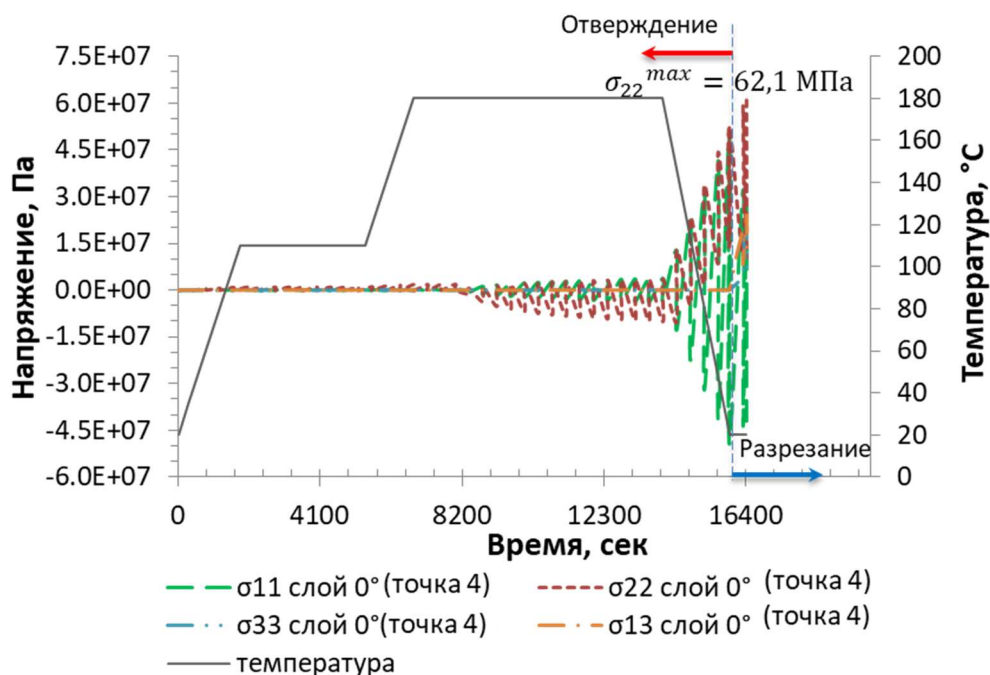 Отверждение
σ₂₂ᵐᵃˣ = 62,1 МПа
7.5E+07
6.0E+07
4.5E+07
3.0E+07
1.5E+07
0.0E+00
-1.5E+07
-3.0E+07
-4.5E+07
-6.0E+07
Напряжение, Па
200
180
160
140
120
100
80
60
40
20
0
Температура, °C
Разрезание
0 4100 8200 12300 16400
Время, сек
σ11 слой 0° (точка 4) σ22 слой 0° (точка 4)
σ33 слой 0° (точка 4) σ13 слой 0° (точка 4)
температура